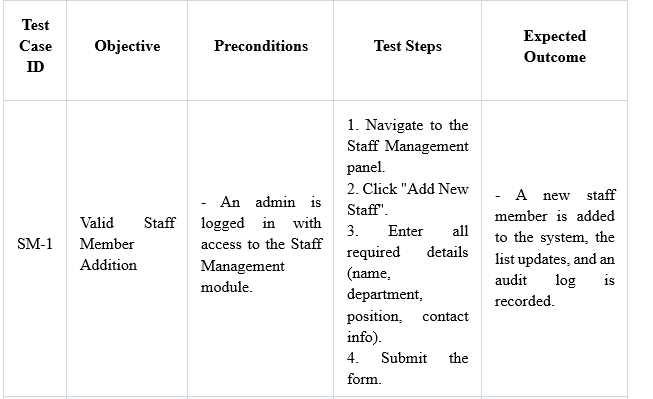 Test
Case
ID
Objective
Preconditions
Test Steps
Expected
Outcome
SM-1
Valid Staff
Member
Addition
- An admin is
logged in with
access to the Staff
Management
module.
1. Navigate to the
Staff Management
panel.
2. Click "Add New
Staff".
3. Enter all
required details
(name,
department,
position, contact
info).
4. Submit the
form.
- A new staff
member is added
to the system, the
list updates, and an
audit log is
recorded.